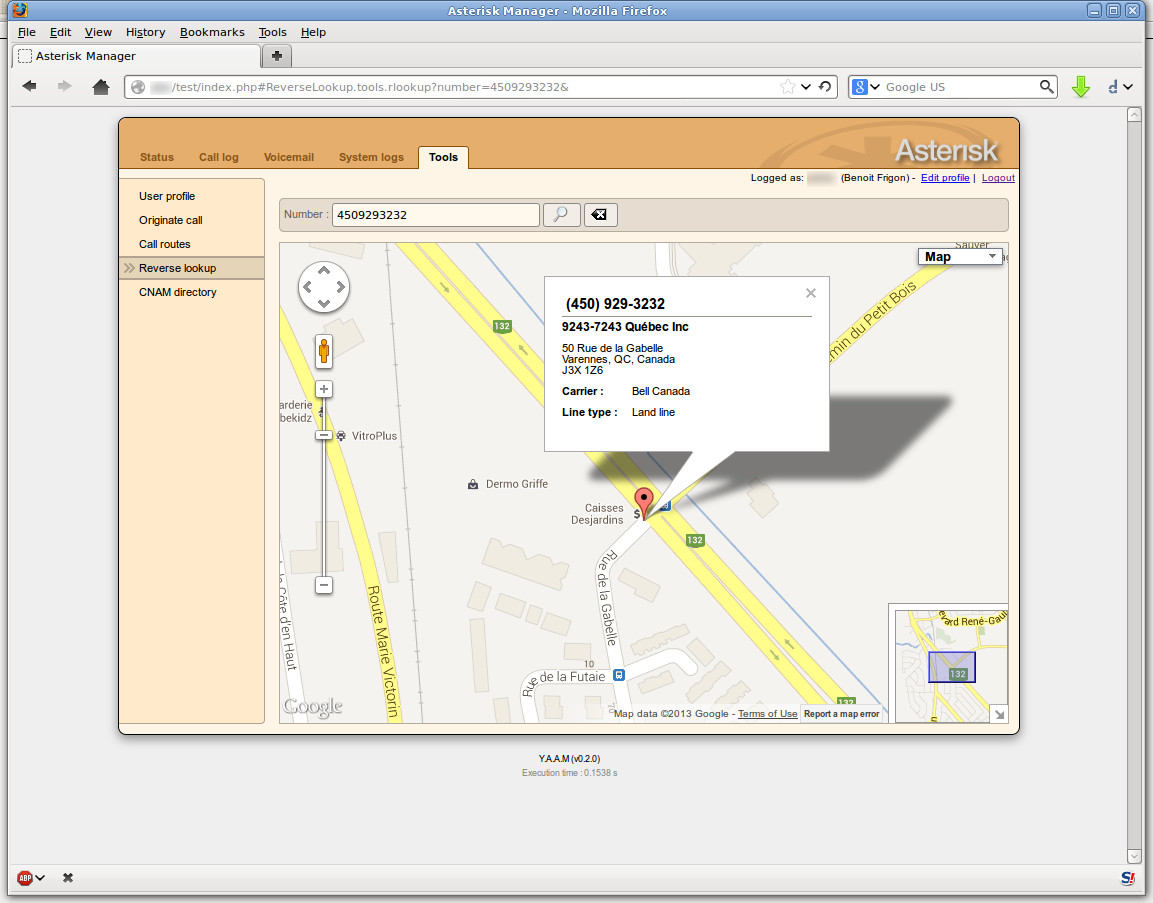 Asterisk Manager - Mozilla Firefox
File Edit View History Bookmarks Tools Help
Asterisk Manager
/test/index.php#ReverseLookup.tools.rlookup?number=4509293232&
Google US
Status Call log Voicemail System logs Tools
Asterisk
Logged as: (Benoit Frigon) - Edit profile | Logout
User profile
Originate call
Call routes
Reverse lookup
CNAM directory
Number : 4509293232
Sauver
Map
min du Petit Bois
(450) 929-3232
9243-7243 Québec Inc
50 Rue de la Gabelle
Varennes, QC, Canada
J3X 1Z6
Carrier : Bell Canada
Line type : Land line
132
arderie
bekidz
VitroPlus
Dermo Griffe
Caisses
Desjardins
$
132
Rue de la Gabelle
Route Marie Victorin
la Côte d'en Haut
10
Rue de la Futaie
132
evard René-Gaul
132
Google
Map data ©2013 Google - Terms of Use Report a map error
Y.A.A.M (v0.2.0)
Execution time : 0.1538 s
ABP
S!